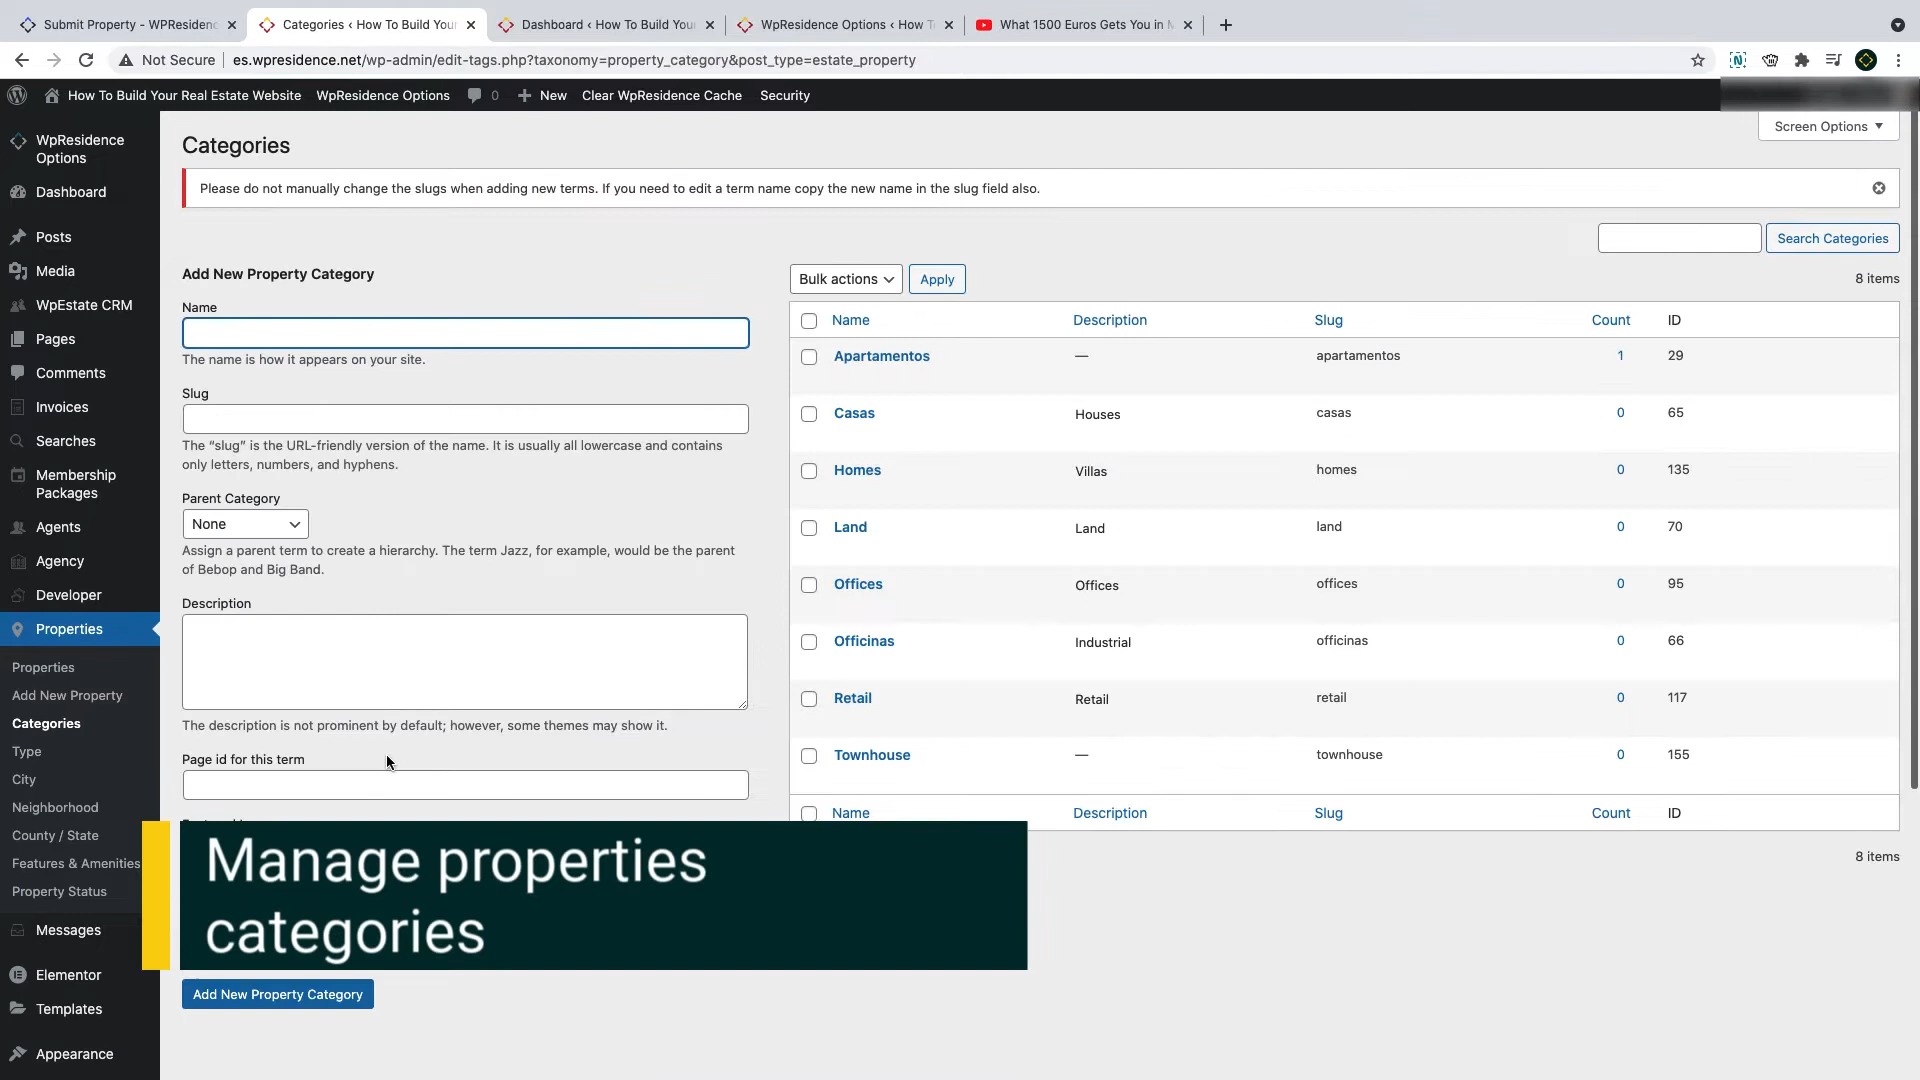 Submit Property - WPResidenc
Categories ‹ How To Build Your
Dashboard ‹ How To Build You
WpResidence Options ‹ How T
What 1500 Euros Gets You in
Not Secure
es.wpresidence.net/wp-admin/edit-tags.php?taxonomy=property_category&post_type=estate_property
How To Build Your Real Estate Website
WpResidence Options
0
New
Clear WpResidence Cache
Security
Screen Options
WpResidence
Options
Dashboard
Posts
Media
WpEstate CRM
Pages
Comments
Invoices
Searches
Membership
Packages
Agents
Agency
Developer
Properties
Properties
Add New Property
Categories
Type
City
Neighborhood
County / State
Features & Amenities
Property Status
Messages
Elementor
Templates
Appearance
Categories
Please do not manually change the slugs when adding new terms. If you need to edit a term name copy the new name in the slug field also.
Search Categories
Add New Property Category
Name
The name is how it appears on your site.
Slug
The “slug” is the URL-friendly version of the name. It is usually all lowercase and contains
only letters, numbers, and hyphens.
Parent Category
None
Assign a parent term to create a hierarchy. The term Jazz, for example, would be the parent
of Bebop and Big Band.
Description
The description is not prominent by default; however, some themes may show it.
Page id for this term
Add New Property Category
Bulk actions
Apply
8 items
Name Description Slug Count ID
Apartamentos — apartamentos 1 29
Casas Houses casas 0 65
Homes Villas homes 0 135
Land Land land 0 70
Offices Offices offices 0 95
Officinas Industrial officinas 0 66
Retail Retail retail 0 117
Townhouse — townhouse 0 155
Name Description Slug Count ID
8 items
Manage properties
categories